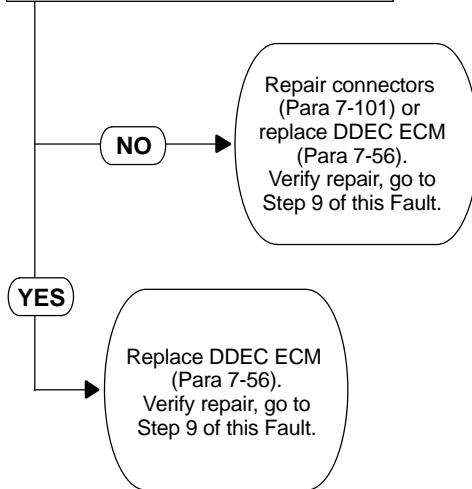 NO
Repair connectors
(Para 7-101) or
replace DDEC ECM
(Para 7-56).
Verify repair, go to
Step 9 of this Fault.
YES
Replace DDEC ECM
(Para 7-56).
Verify repair, go to
Step 9 of this Fault.